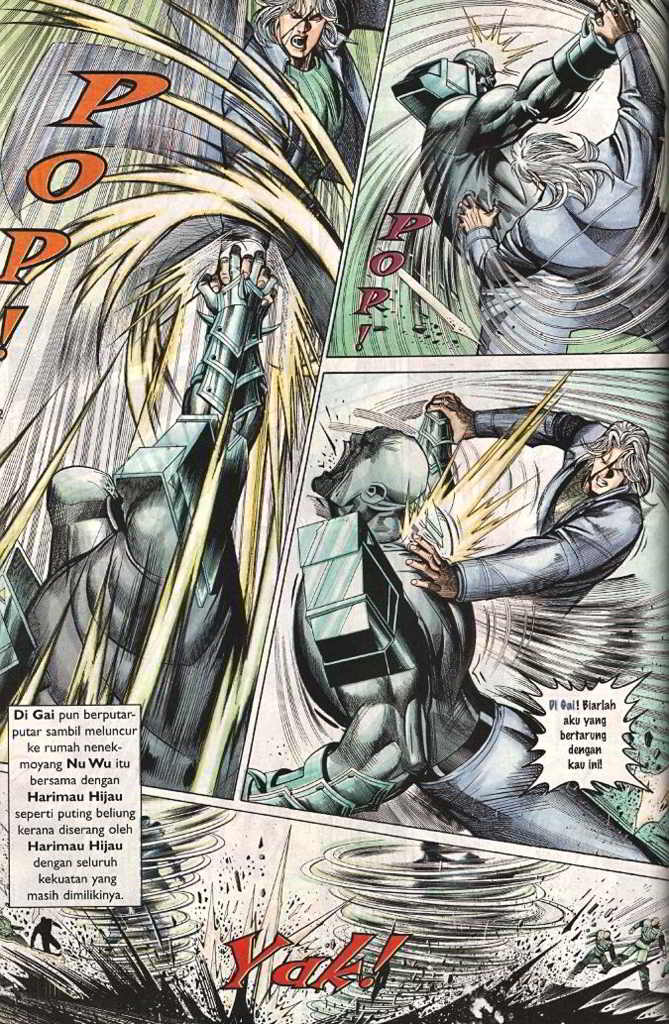 POP
POP!
POP!
Di Gai pun berputar-
putar sambil meluncur
ke rumah nenek-
moyang Nu Wu itu
bersama dengan
Harimau Hijau
seperti puting beliung
kerana diserang oleh
Harimau Hijau
dengan seluruh
kekuatan yang
masih dimilikinya.
Di Gai! Biarlah
aku yang
bertarung
dengan
kau ini!
Yak!